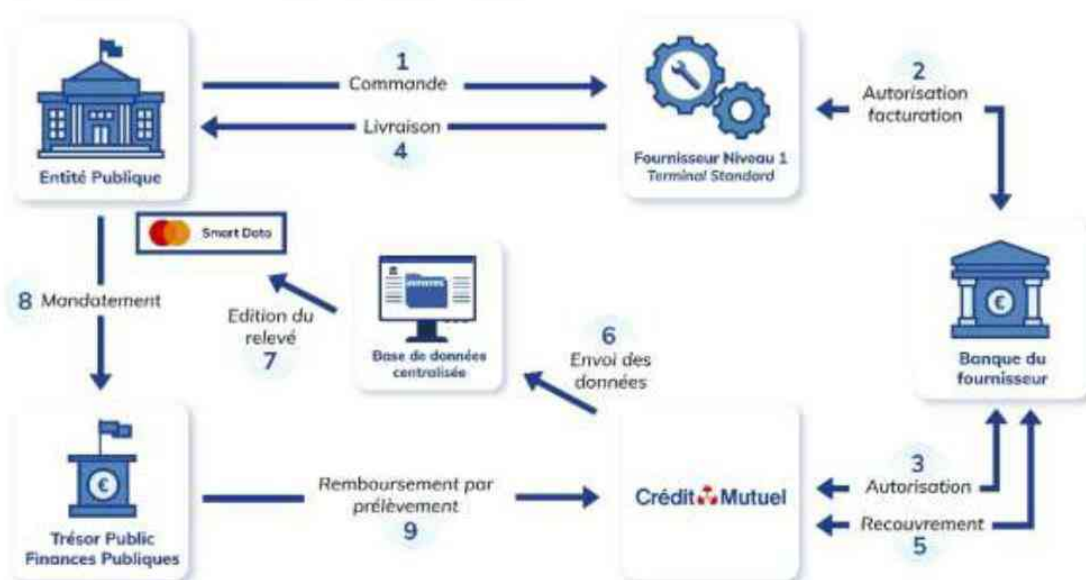 1
Commande
Livraison
4
Entité Publique
Fournisseur Niveau 1
Terminal Standard
2
Autorisation
facturation
Smart Data
8 Mandatement
Edition du
relevé
7
Base de données
centralisée
6
Envoi des
données
€
Banque du
fournisseur
€
Trésor Public
Finances Publiques
Remboursement par
prélèvement
9
Crédit Mutuel
3
Autorisation
Recouvrement
5